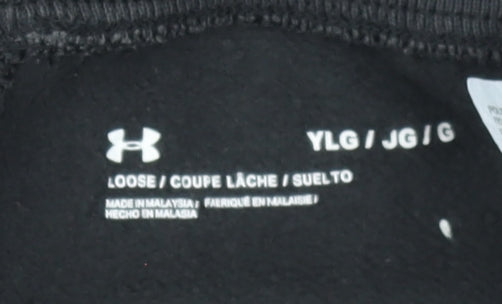 YLG / JG / G
LOOSE / COUPE LÂCHE / SUELTO
MADE IN MALAYSIA / FABRIQUÉ EN MALAISIE /
HECHO EN MALASIA